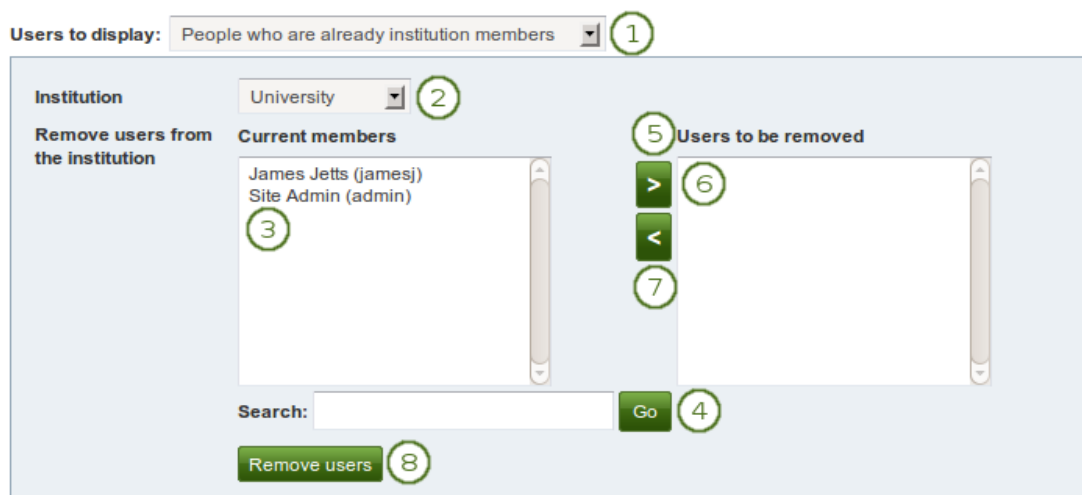 Users to display: People who are already institution members 1
Institution University 2
Remove users from the institution
Current members 5 Users to be removed
James Jetts (jamesj) > 6
Site Admin (admin)
3 <
7
Search: Go 4
Remove users 8